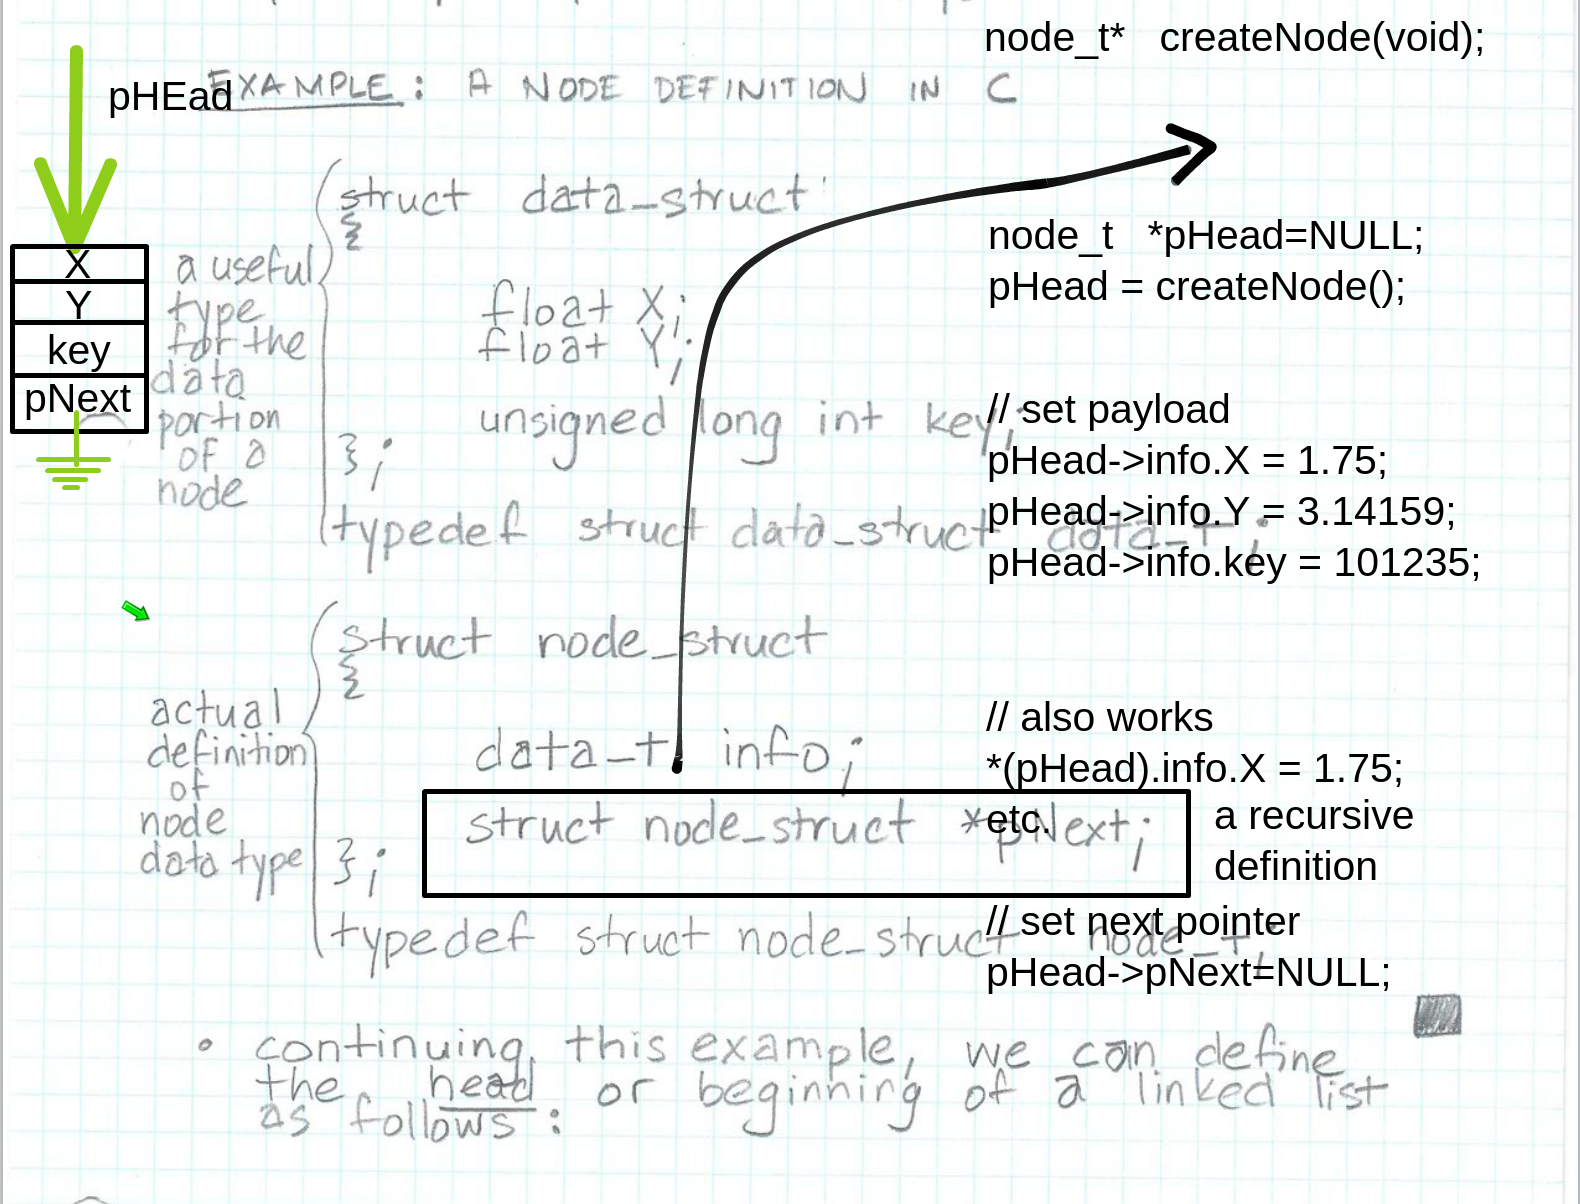 node_t* createNode(void);
pHEad
EXAMPLE: A NODE DEFINITION IN C
struct data_struct
{
float X;
float Y;
unsigned long int key;
};
typedef struct data_struct data_t;
a useful
type
for the
data
portion
of a
node
X
Y
key
pNext
node_t *pHead=NULL;
pHead = createNode();
// set payload
pHead->info.X = 1.75;
pHead->info.Y = 3.14159;
pHead->info.key = 101235;
struct node_struct
{
data_t info;
struct node_struct *pNext;
};
typedef struct node_struct node_t;
actual
definition
of
node
data type
// also works
*(pHead).info.X = 1.75;
etc.
a recursive
definition
// set next pointer
pHead->pNext=NULL;
• continuing this example, we can define
the head or beginning of a linked list
as follows: